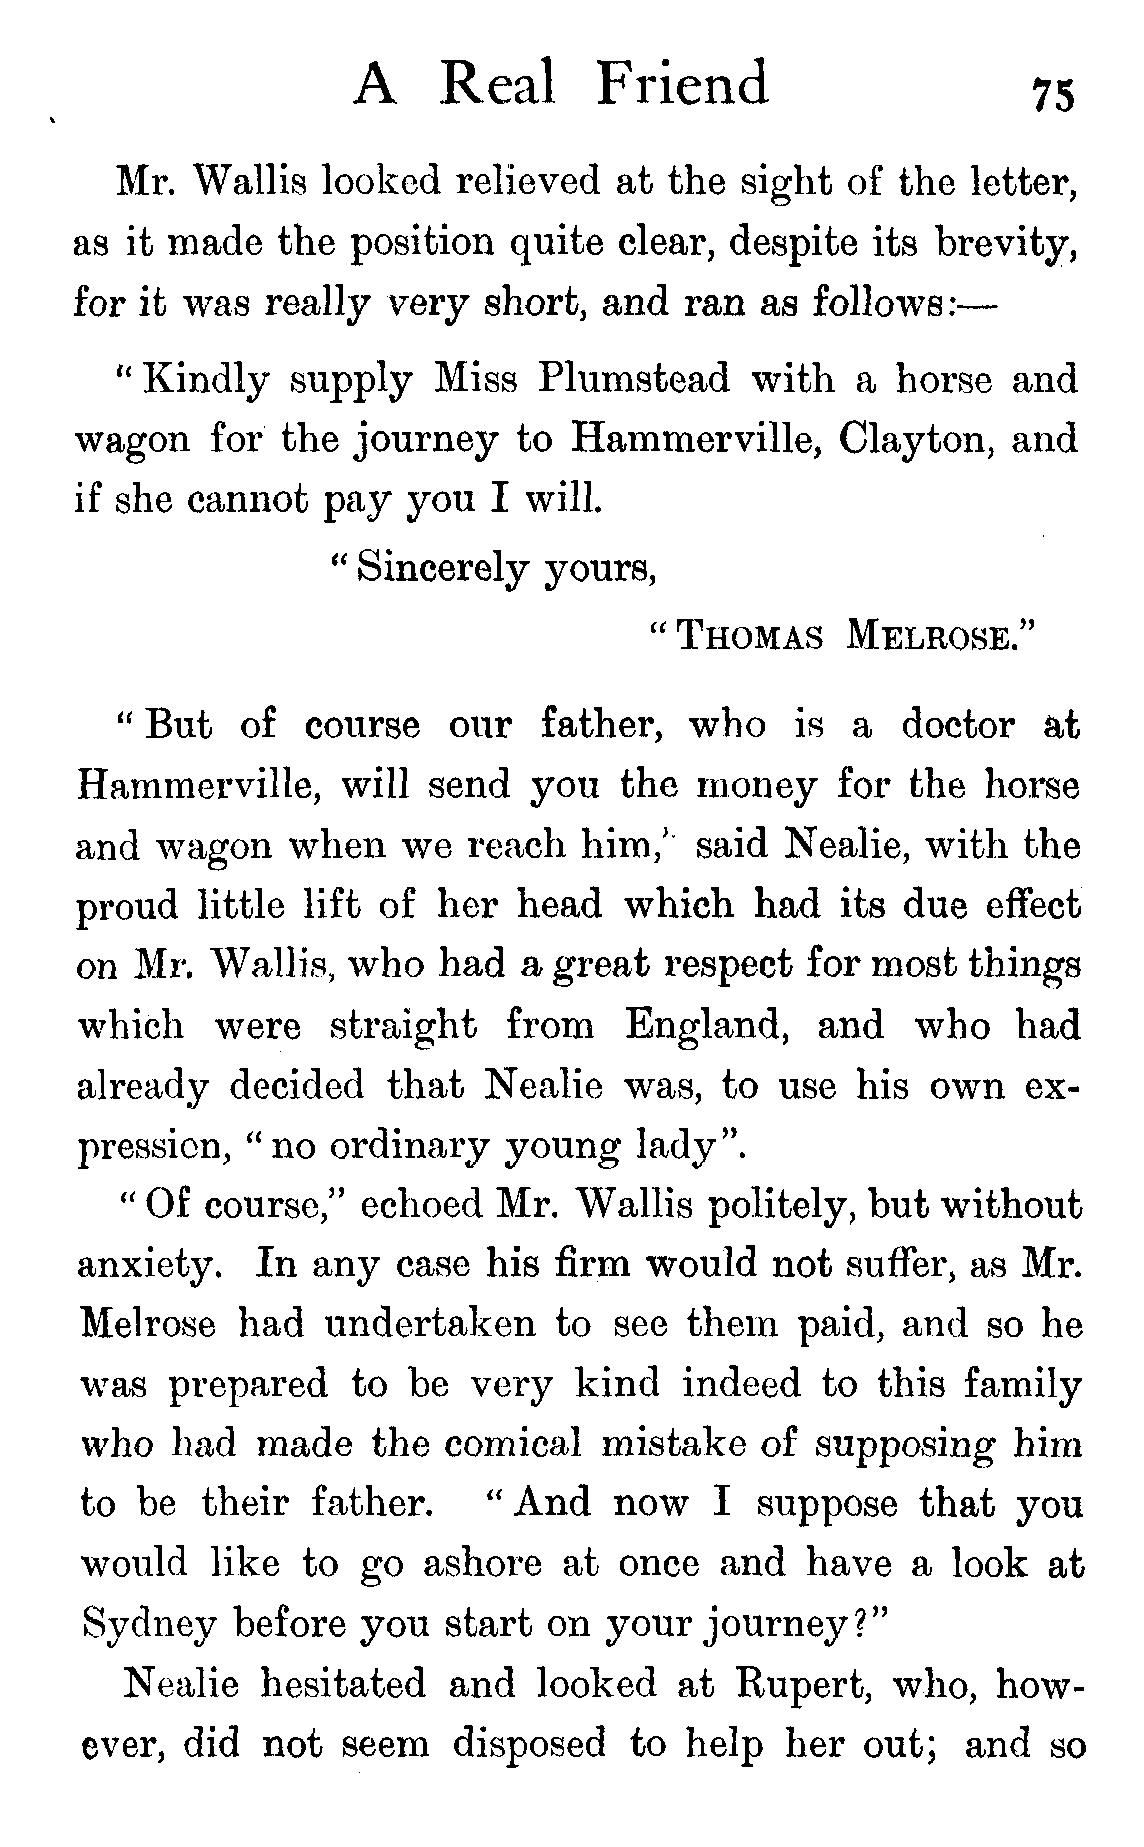 A Real Friend 75
Mr. Wallis looked relieved at the sight of the letter,
as it made the position quite clear, despite its brevity,
for it was really very short, and ran as follows:—
“Kindly supply Miss Plumstead with a horse and
wagon for the journey to Hammerville, Clayton, and
if she cannot pay you I will.
“Sincerely yours,
“Thomas Melrose.”
“But of course our father, who is a doctor at
Hammerville, will send you the money for the horse
and wagon when we reach him,” said Nealie, with the
proud little lift of her head which had its due effect
on Mr. Wallis, who had a great respect for most things
which were straight from England, and who had
already decided that Nealie was, to use his own ex-
pression, “no ordinary young lady”.
“Of course,” echoed Mr. Wallis politely, but without
anxiety. In any case his firm would not suffer, as Mr.
Melrose had undertaken to see them paid, and so he
was prepared to be very kind indeed to this family
who had made the comical mistake of supposing him
to be their father. “And now I suppose that you
would like to go ashore at once and have a look at
Sydney before you start on your journey?”
Nealie hesitated and looked at Rupert, who, how-
ever, did not seem disposed to help her out; and so